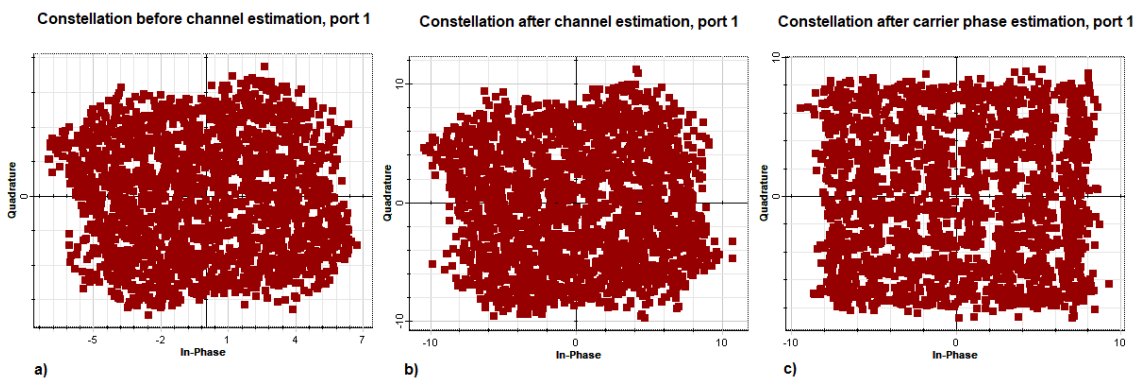 Constellation before channel estimation, port 1
Quadrature
0
-5
-2
1
4
7
In-Phase
a)
Constellation after channel estimation, port 1
Quadrature
10
0
-10
-10
0
10
In-Phase
b)
Constellation after carrier phase estimation, port 1
Quadrature
10
0
-10
0
10
In-Phase
c)